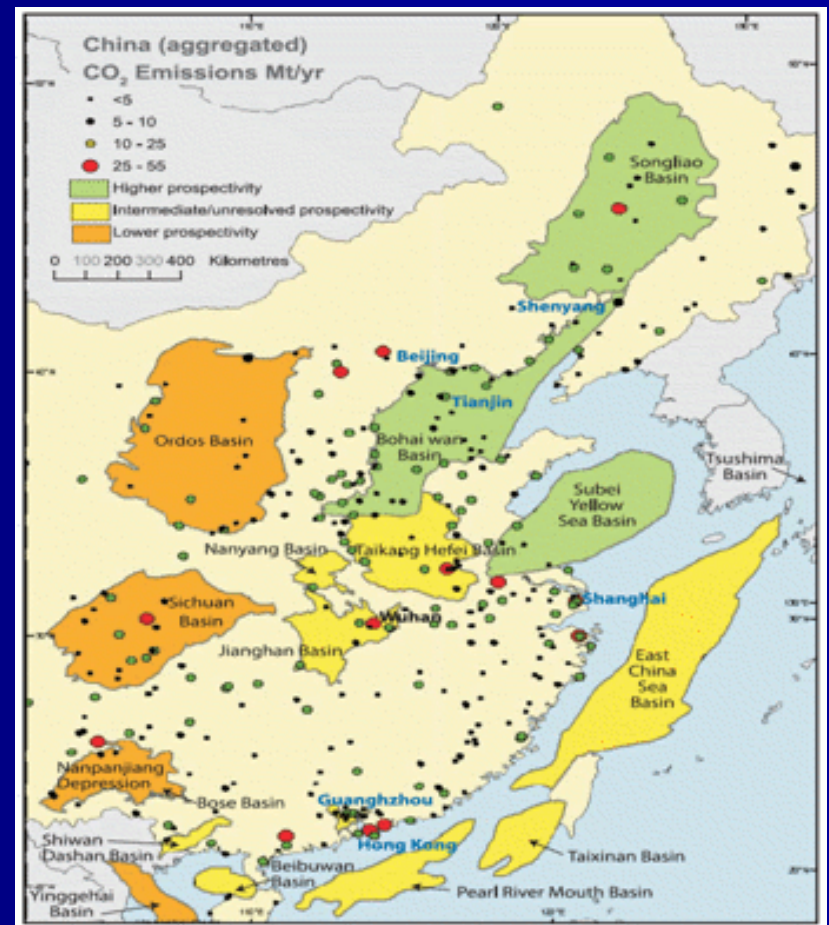 China (aggregated)
CO₂ Emissions Mt/yr
<5
5 - 10
10 - 25
25 - 55
Higher prospectivity
Intermediate/unresolved prospectivity
Lower prospectivity
0 100 200 300 400 Kilometres
Songliao
Basin
Shenyang
Beijing
Tianjin
Ordos Basin
Bohai wan
Basin
Tsushima
Basin
Subei
Yellow
Sea Basin
Nanyang Basin
Taikang Hefei Basin
Sichuan
Basin
Wuhan
ShangHai
Jianghan Basin
East
China
Sea
Basin
Nanpanjiang
Depression
Bose Basin
Guanghzhou
Shiwan
Dashan Basin
Hong Kong
Taixinan Basin
Beibuwan
Basin
Pearl River Mouth Basin
Yinggehai
Basin